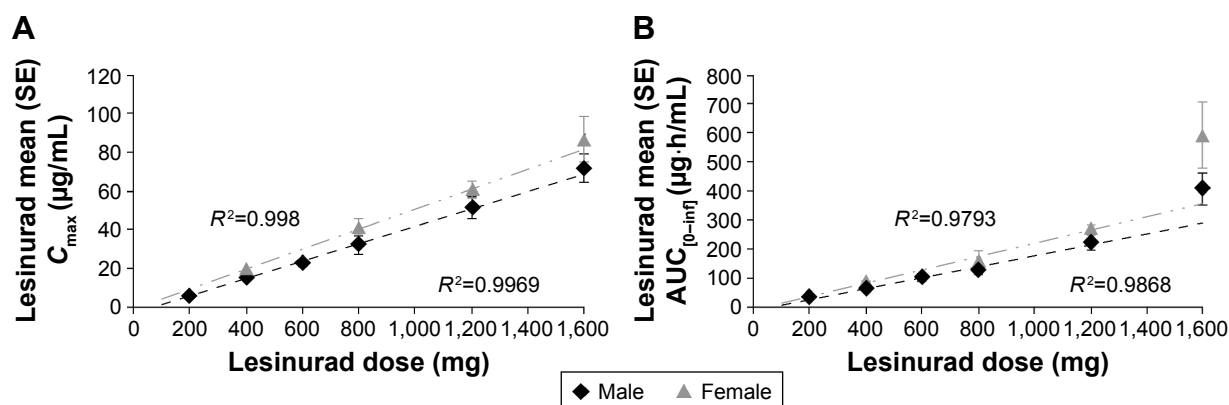 A
Lesinurad mean (SE)
Cmax (µg/mL)
120
100
80
60
40
20
0
R²=0.998
R²=0.9969
0 200 400 600 800 1,000 1,200 1,400 1,600
Lesinurad dose (mg)
B
Lesinurad mean (SE)
AUC[0–inf] (µg·h/mL)
800
700
600
500
400
300
200
100
0
R²=0.9793
R²=0.9868
0 200 400 600 800 1,000 1,200 1,400 1,600
Lesinurad dose (mg)
Male Female